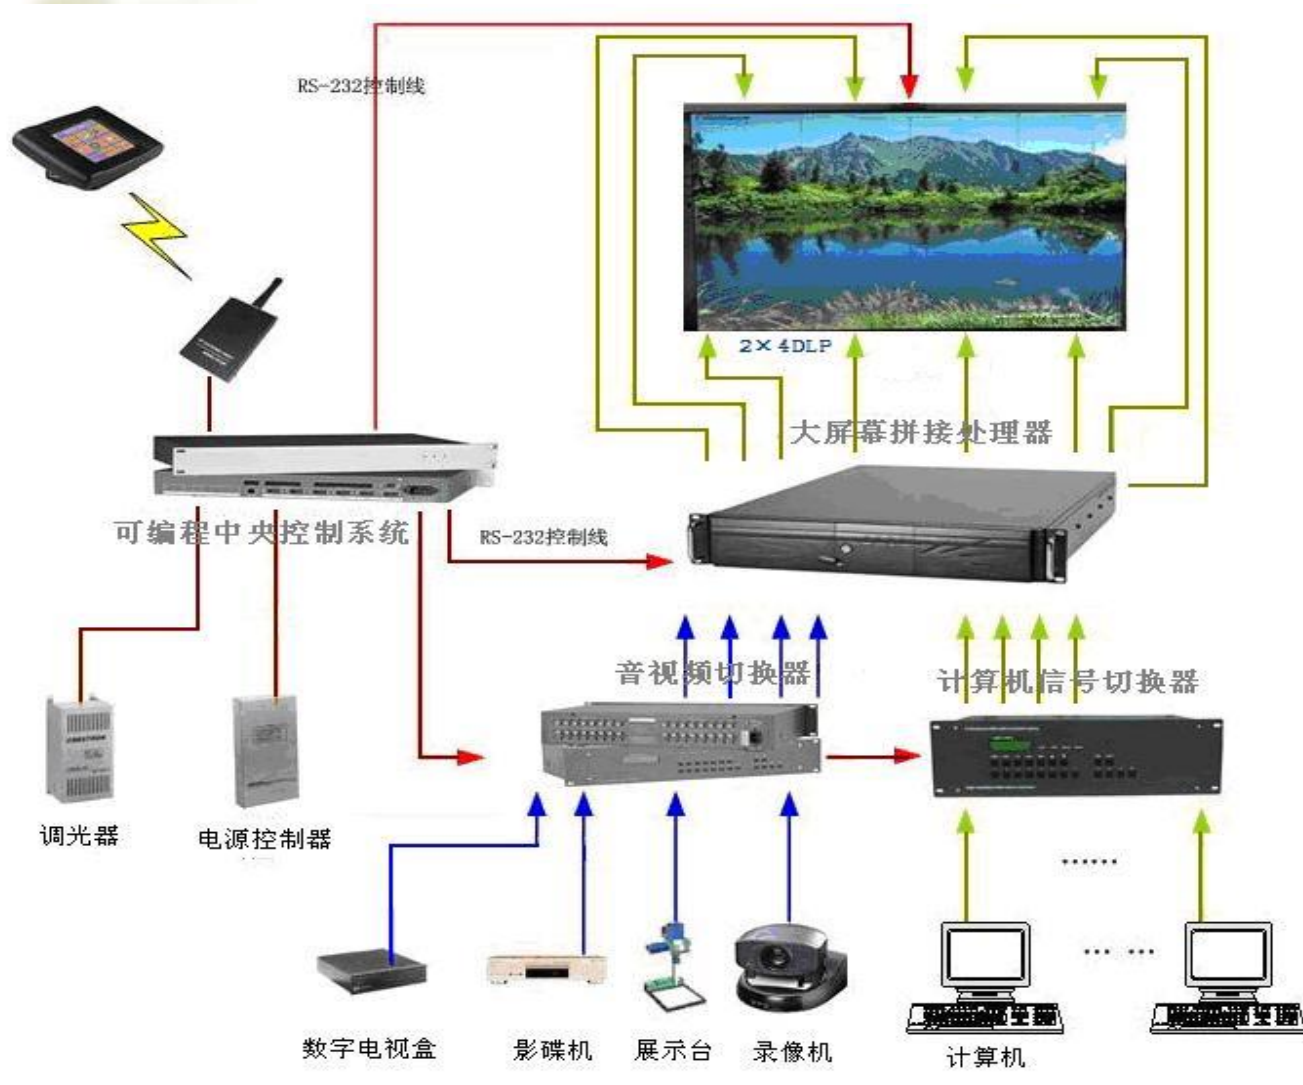 RS-232控制线
2×4DLP
大屏幕拼接处理器
可编程中央控制系统
RS-232控制线
音视频切换器
计算机信号切换器
调光器
电源控制器
······
··· ···
数字电视盒
影碟机
展示台
录像机
计算机